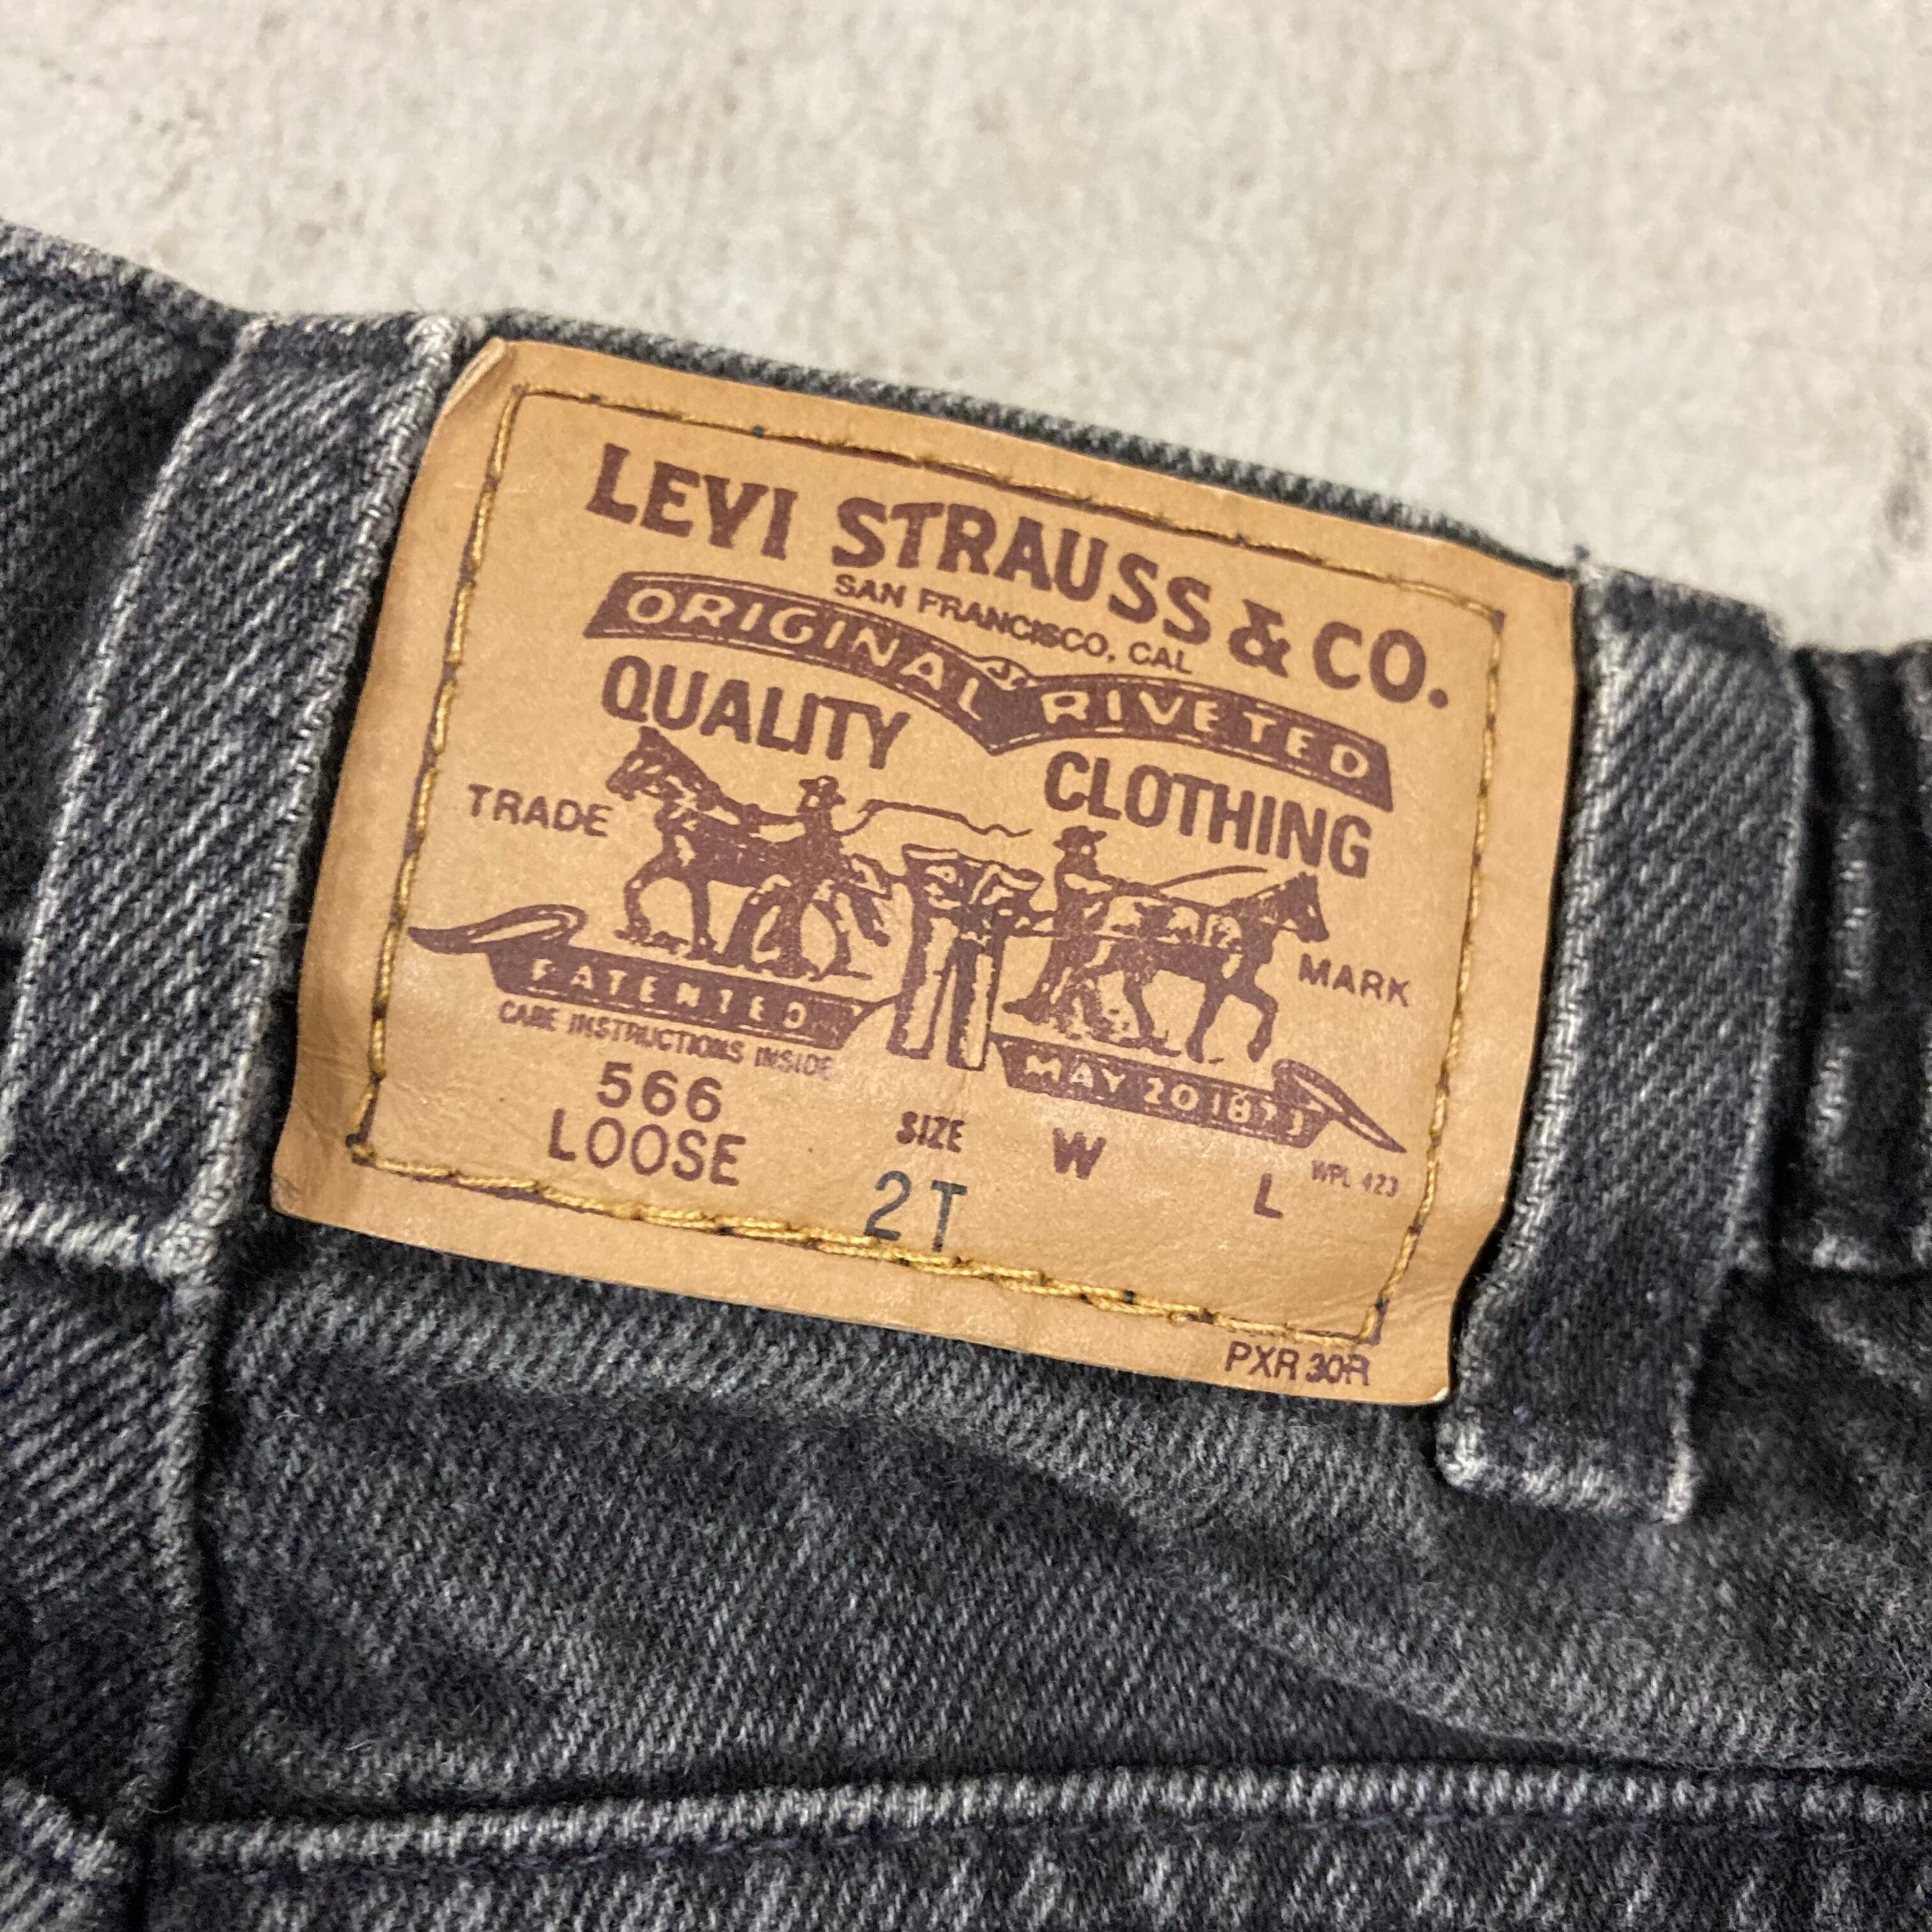 LEVI STRAUSS & CO.
SAN FRANCISCO, CAL
ORIGINAL RIVETED
QUALITY CLOTHING
TRADE MARK
PATENTED MAY 20 1873
CARE INSTRUCTIONS INSIDE
566
LOOSE
SIZE W L
2T
WPL 423
PXR 30R